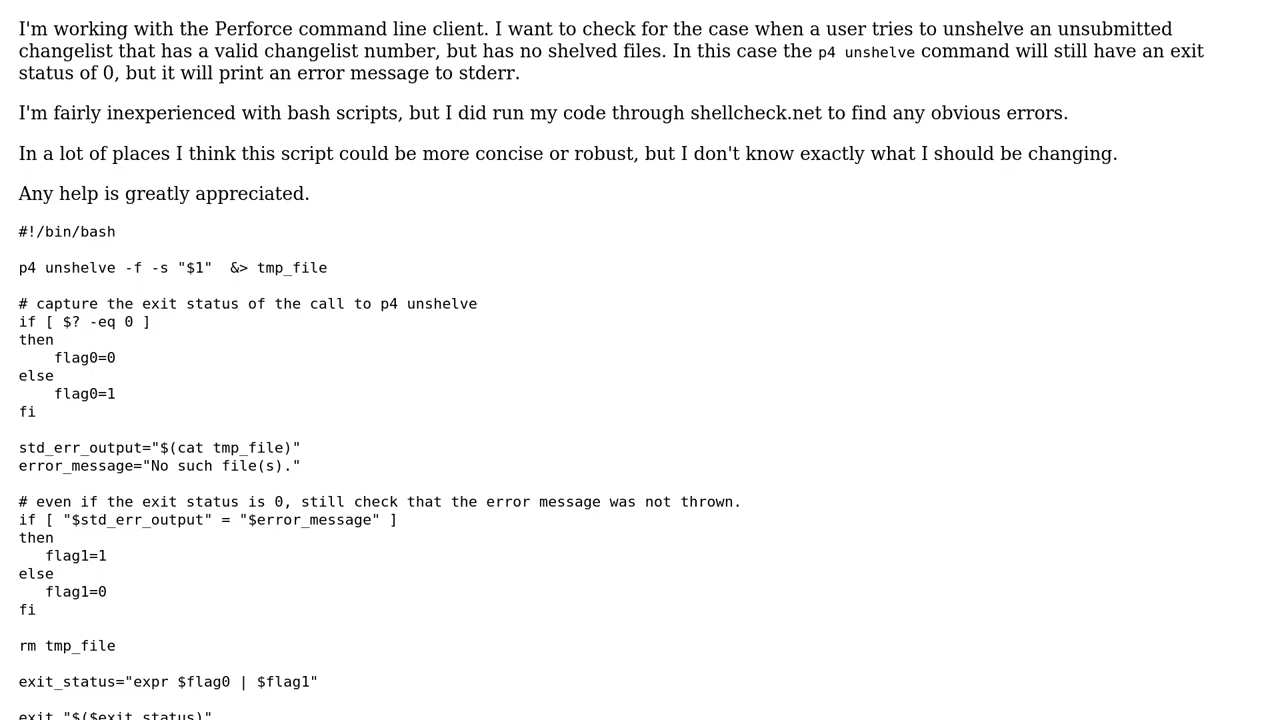 I'm working with the Perforce command line client. I want to check for the case when a user tries to unshelve an unsubmitted
changelist that has a valid changelist number, but has no shelved files. In this case the p4 unshelve command will still have an exit
status of 0, but it will print an error message to stderr.
I'm fairly inexperienced with bash scripts, but I did run my code through shellcheck.net to find any obvious errors.
In a lot of places I think this script could be more concise or robust, but I don't know exactly what I should be changing.
Any help is greatly appreciated.
#!/bin/bash
p4 unshelve -f -s "$1"  &> tmp_file
# capture the exit status of the call to p4 unshelve
if [ $? -eq 0 ]
then
    flag0=0
else
    flag0=1
fi
std_err_output="$(cat tmp_file)"
error_message="No such file(s)."
# even if the exit status is 0, still check that the error message was not thrown.
if [ "$std_err_output" = "$error_message" ]
then
   flag1=1
else
   flag1=0
fi
rm tmp_file
exit_status="expr $flag0 | $flag1"
exit "$($exit_status)"